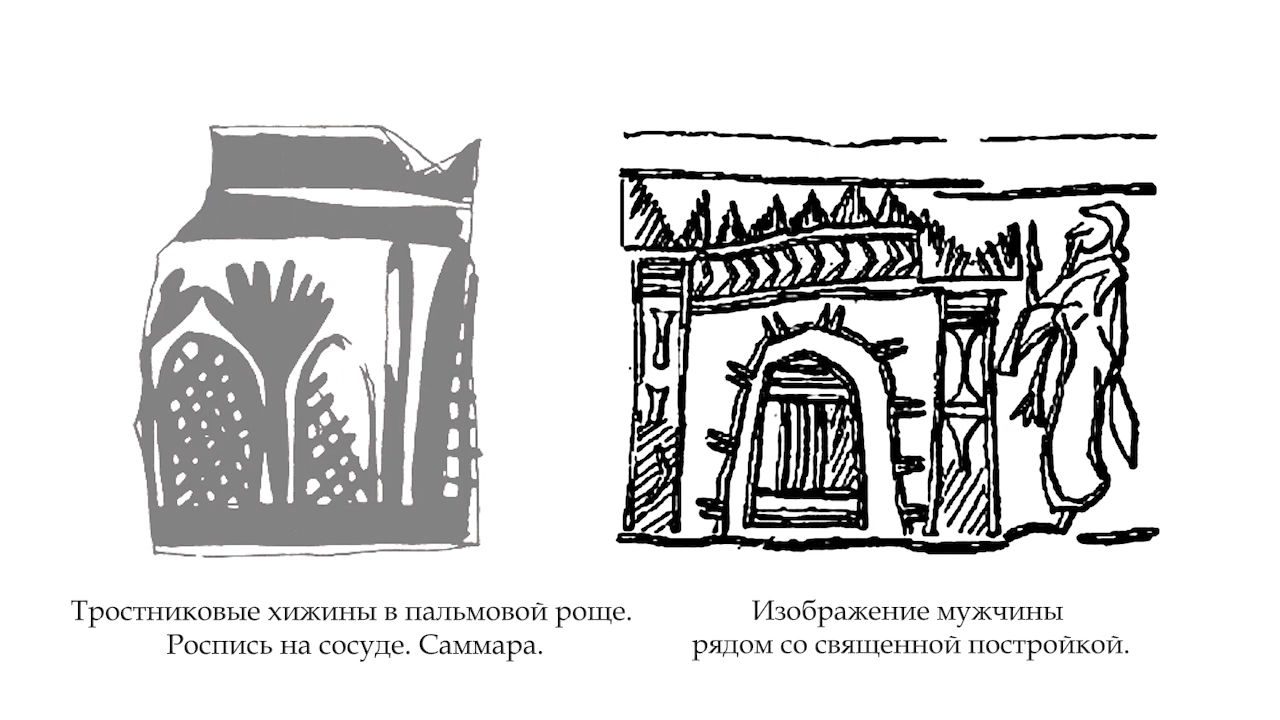 Тростниковые хижины в пальмовой роще.
Роспись на сосуде. Саммара.
Изображение мужчины
рядом со священной постройкой.